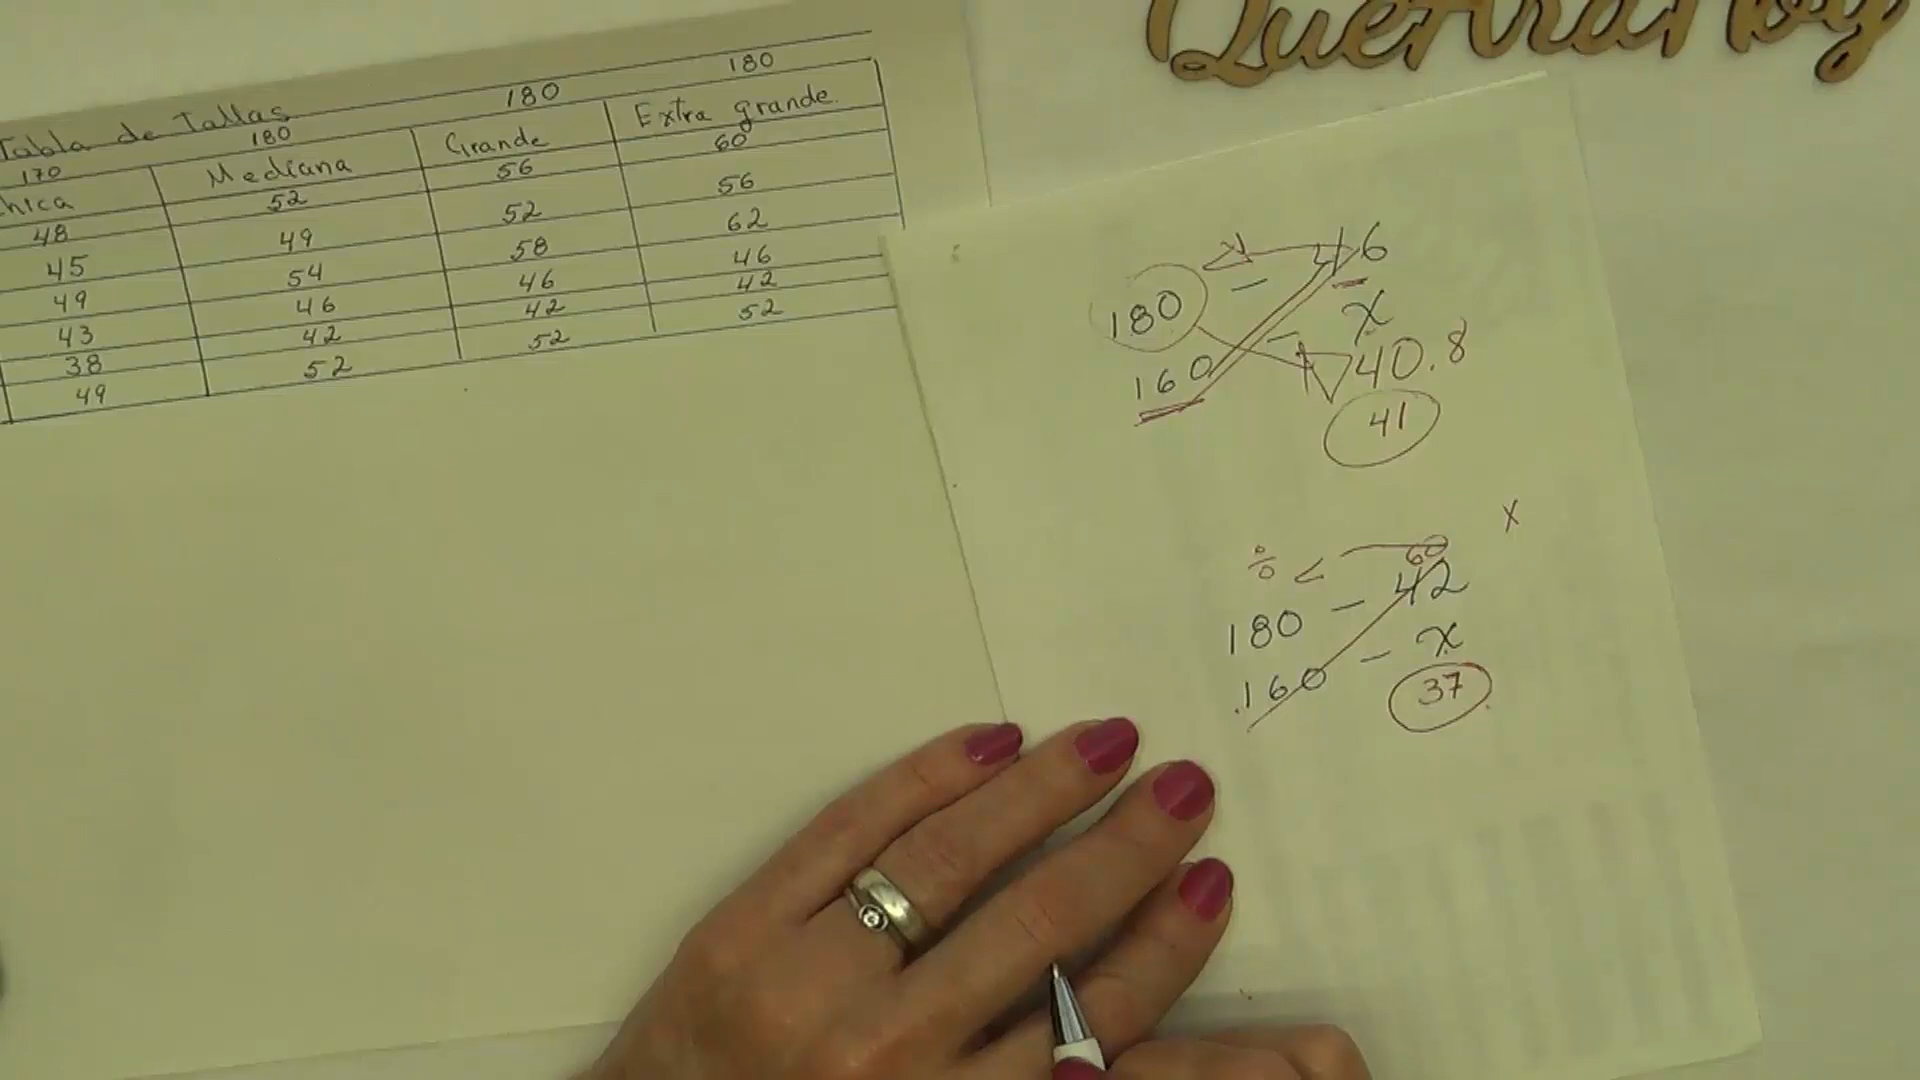 QueAraHoy
Tabla de Tallas
170 180 180 180
hica Mediana Grande Extra grande
48 52 56 60
45 49 52 56
49 54 58 62
43 46 46 46
38 42 42 42
49 52 52 52
180 - 46
160 - x
40.8
41
x
÷ 60
180 - 42
160 - x
37